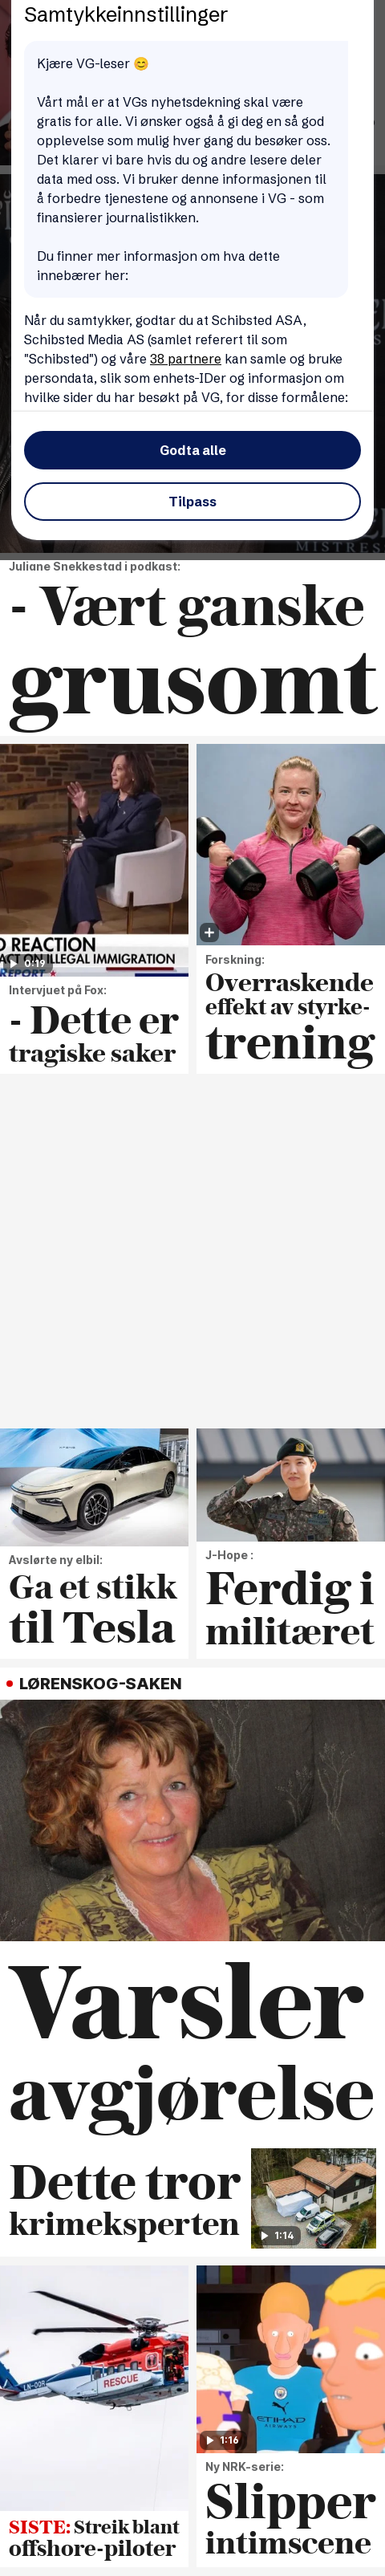 Samtykkeinnstillinger
Kjære VG-leser 😊
Vårt mål er at VGs nyhetsdekning skal være
gratis for alle. Vi ønsker også å gi deg en så god
opplevelse som mulig hver gang du besøker oss.
Det klarer vi bare hvis du og andre lesere deler
data med oss. Vi bruker denne informasjonen til
å forbedre tjenestene og annonsene i VG - som
finansierer journalistikken.
Du finner mer informasjon om hva dette
innebærer her:
Når du samtykker, godtar du at Schibsted ASA,
Schibsted Media AS (samlet referert til som
"Schibsted") og våre 38 partnere kan samle og bruke
persondata, slik som enhets-IDer og informasjon om
hvilke sider du har besøkt på VG, for disse formålene:
Godta alle
Tilpass
MISTRESS
Juliane Snekkestad i podkast:
- Vært ganske
grusomt
D REACTION
ACT ON ILLEGAL IMMIGRATION
REPORT
0:19
Intervjuet på Fox:
- Dette er
tragiske saker
Forskning:
Overraskende
effekt av styrke-
trening
Avslørte ny elbil:
Ga et stikk
til Tesla
J-Hope :
Ferdig i
militæret
LØRENSKOG-SAKEN
Varsler
avgjørelse
Dette tror
krimeksperten
1:14
LN-OQR
RESCUE
SISTE: Streik blant
offshore-piloter
ETIHAD
AIRWAYS
1:16
Ny NRK-serie:
Slipper
intimscene